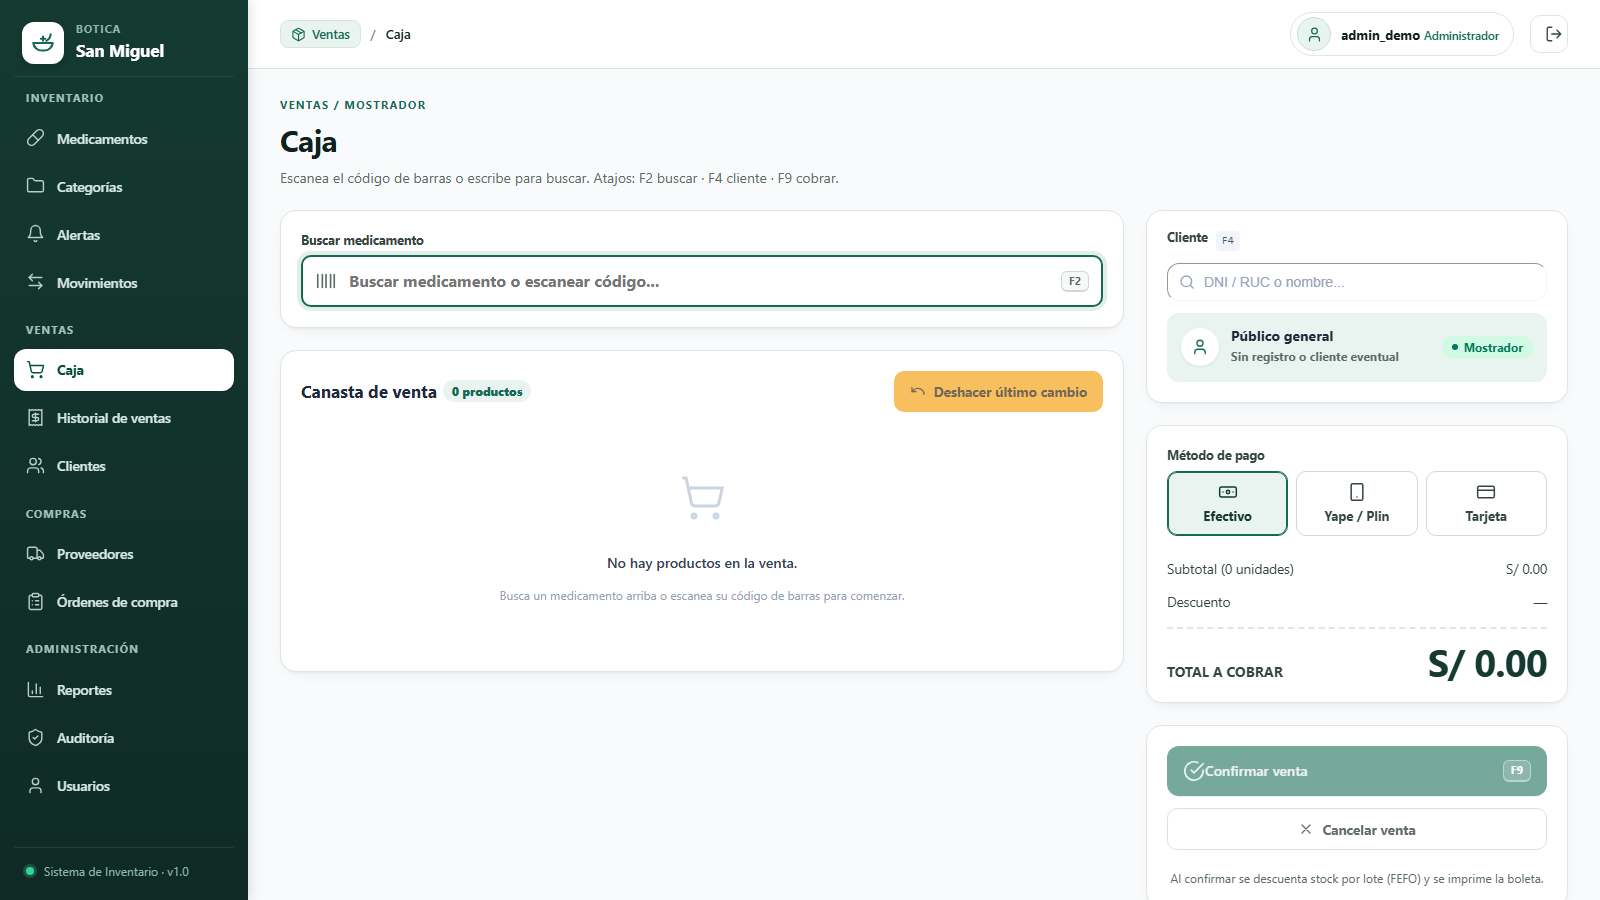 BOTICA
San Miguel
INVENTARIO
Medicamentos
Categorías
Alertas
Movimientos
VENTAS
Caja
Historial de ventas
Clientes
COMPRAS
Proveedores
Órdenes de compra
ADMINISTRACIÓN
Reportes
Auditoría
Usuarios
Sistema de Inventario · v1.0
Ventas / Caja
admin_demo Administrador
VENTAS / MOSTRADOR
Caja
Escanea el código de barras o escribe para buscar. Atajos: F2 buscar · F4 cliente · F9 cobrar.
Buscar medicamento
Buscar medicamento o escanear código... F2
Canasta de venta 0 productos Deshacer último cambio
No hay productos en la venta.
Busca un medicamento arriba o escanea su código de barras para comenzar.
Cliente F4
DNI / RUC o nombre...
Público general
Sin registro o cliente eventual
Mostrador
Método de pago
Efectivo Yape / Plin Tarjeta
Subtotal (0 unidades) S/ 0.00
Descuento —
TOTAL A COBRAR S/ 0.00
Confirmar venta F9
Cancelar venta
Al confirmar se descuenta stock por lote (FEFO) y se imprime la boleta.